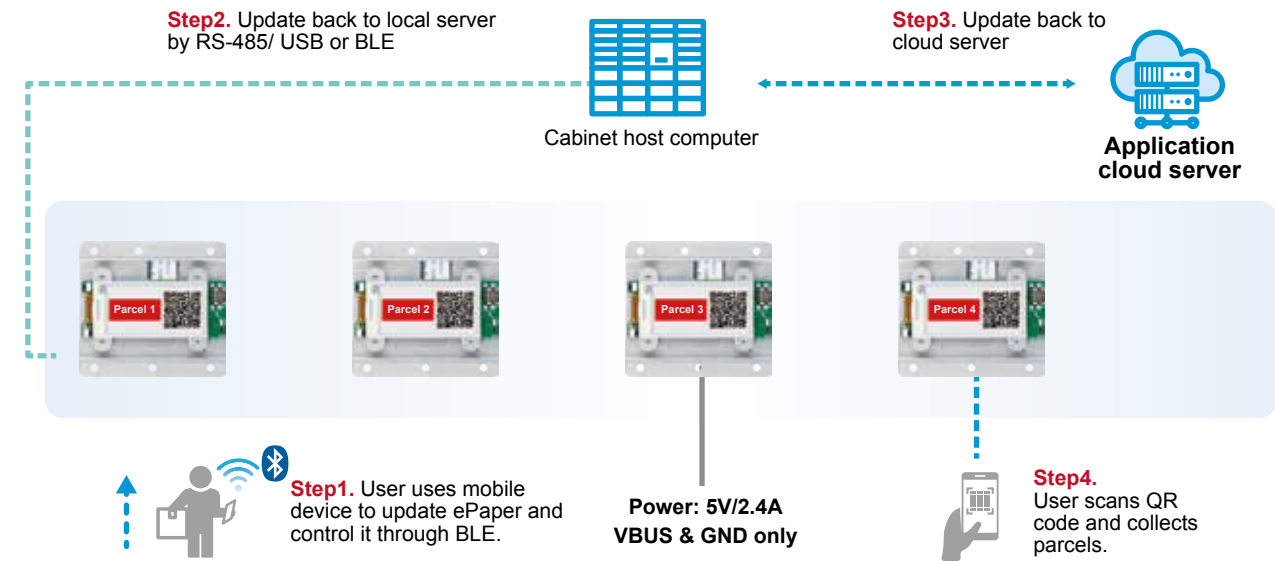 Step2. Update back to local server
by RS-485/ USB or BLE
Step3. Update back to
cloud server
Cabinet host computer
Application
cloud server
Parcel 1
Parcel 2
Parcel 3
Parcel 4
Step1. User uses mobile
device to update ePaper and
control it through BLE.
Power: 5V/2.4A
VBUS & GND only
Step4.
User scans QR
code and collects
parcels.